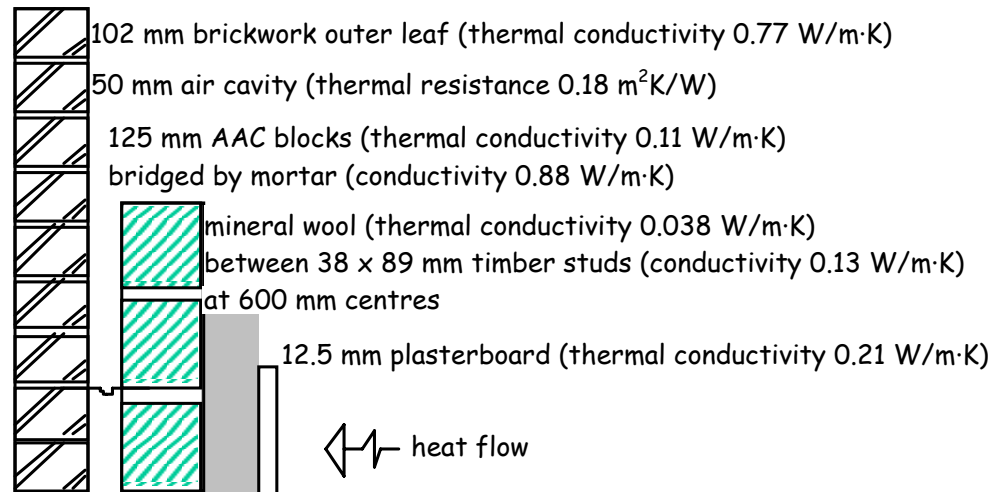 102 mm brickwork outer leaf (thermal conductivity 0.77 W/m·K)
50 mm air cavity (thermal resistance 0.18 m²K/W)
125 mm AAC blocks (thermal conductivity 0.11 W/m·K)
bridged by mortar (conductivity 0.88 W/m·K)
mineral wool (thermal conductivity 0.038 W/m·K)
between 38 x 89 mm timber studs (conductivity 0.13 W/m·K)
at 600 mm centres
12.5 mm plasterboard (thermal conductivity 0.21 W/m·K)
heat flow